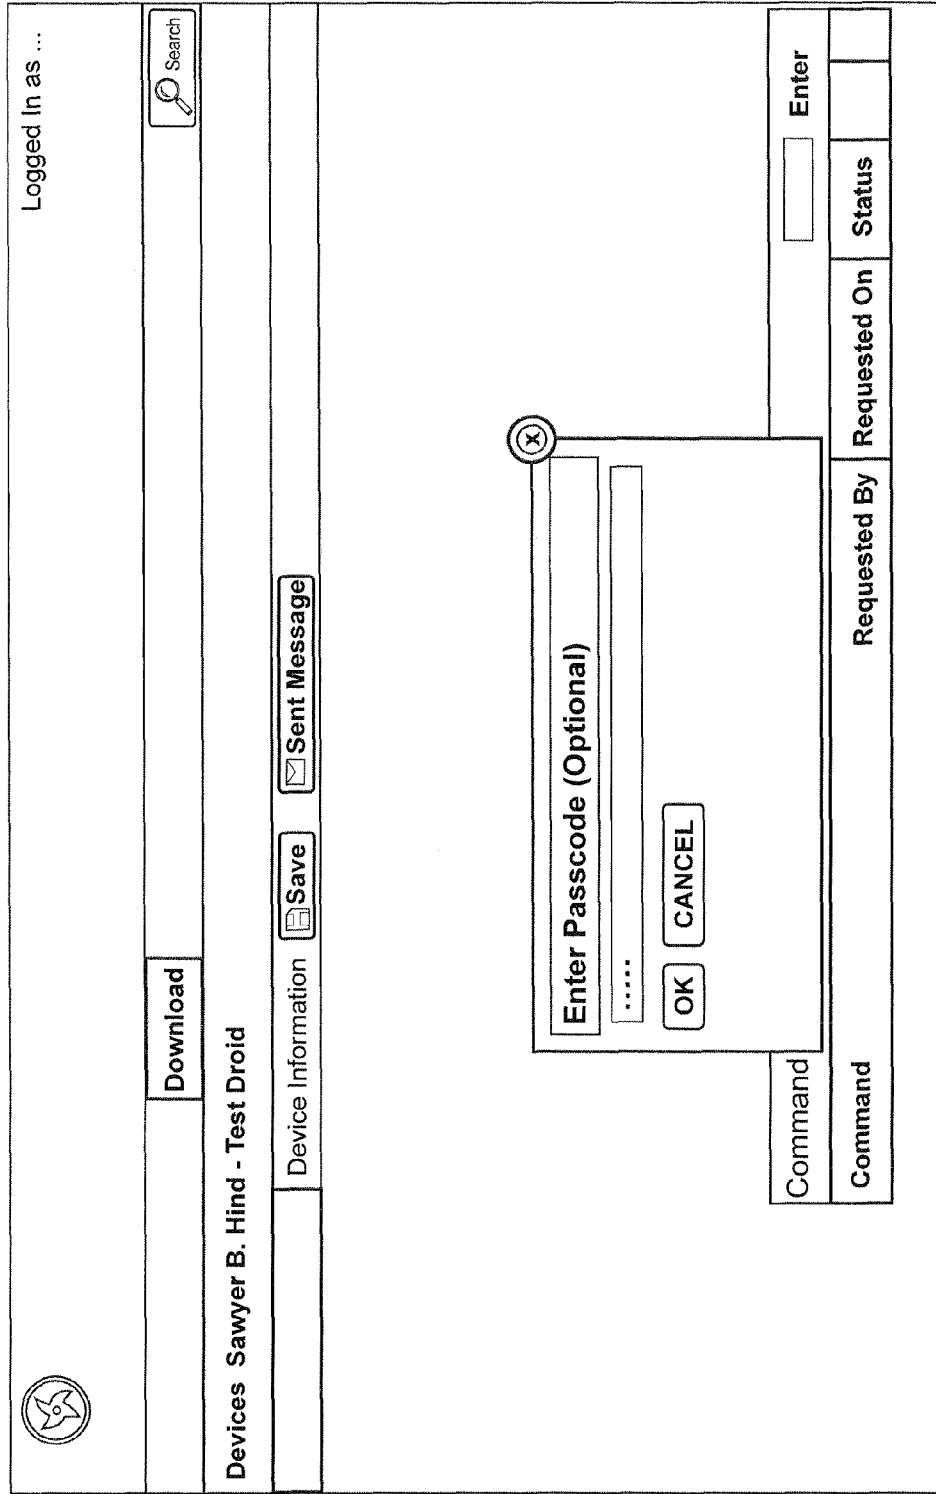 Logged In as ...
Download
Search
Devices Sawyer B. Hind - Test Droid
Device Information Save Sent Message
Enter Passcode (Optional)
.....
OK CANCEL
X
Command Enter
Command Requested By Requested On Status